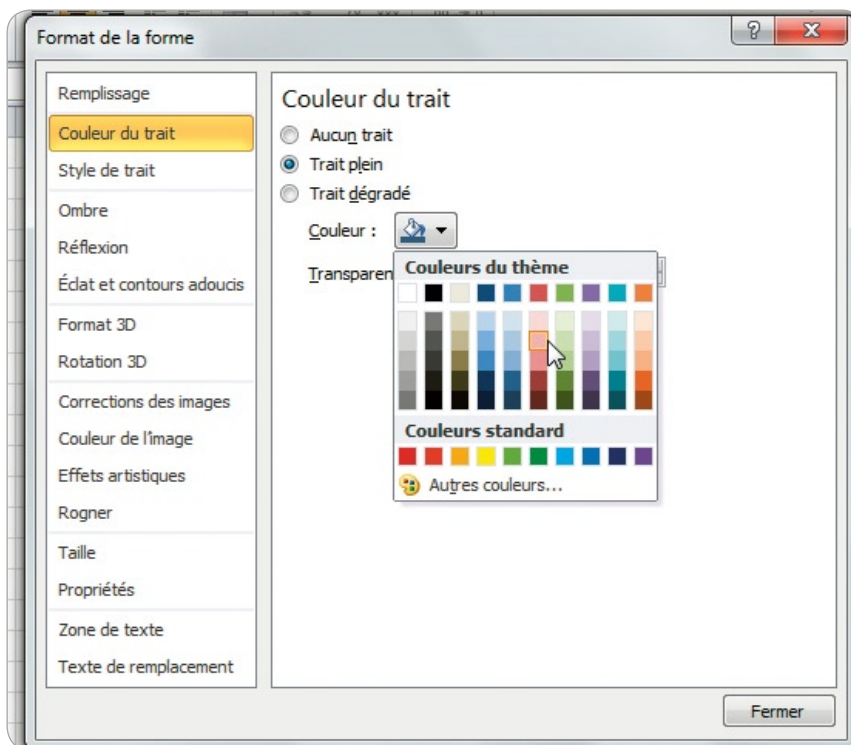 Format de la forme
Remplissage
Couleur du trait
Style de trait
Ombre
Réflexion
Éclat et contours adoucis
Format 3D
Rotation 3D
Corrections des images
Couleur de l'image
Effets artistiques
Rogner
Taille
Propriétés
Zone de texte
Texte de remplacement
Couleur du trait
Aucun trait
Trait plein
Trait dégradé
Couleur :
Transparen
Couleurs du thème
Couleurs standard
Autres couleurs...
Fermer